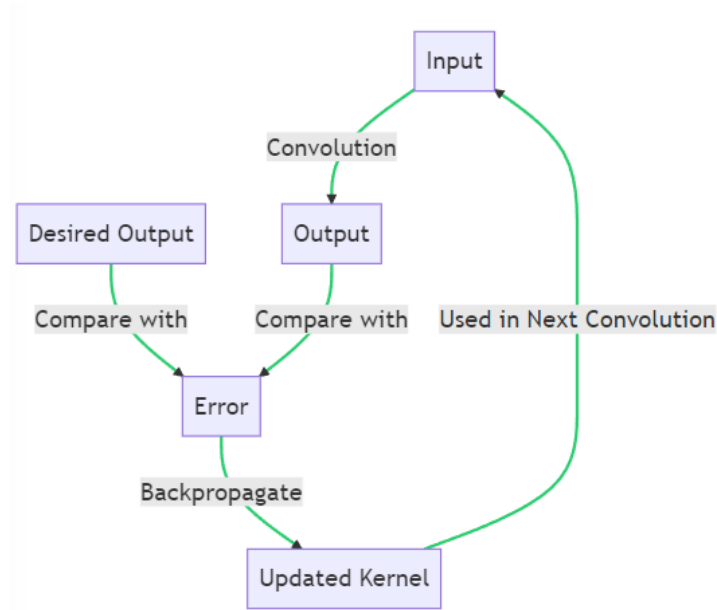 Input
Convolution
Desired Output
Output
Compare with
Compare with
Used in Next Convolution
Error
Backpropagate
Updated Kernel